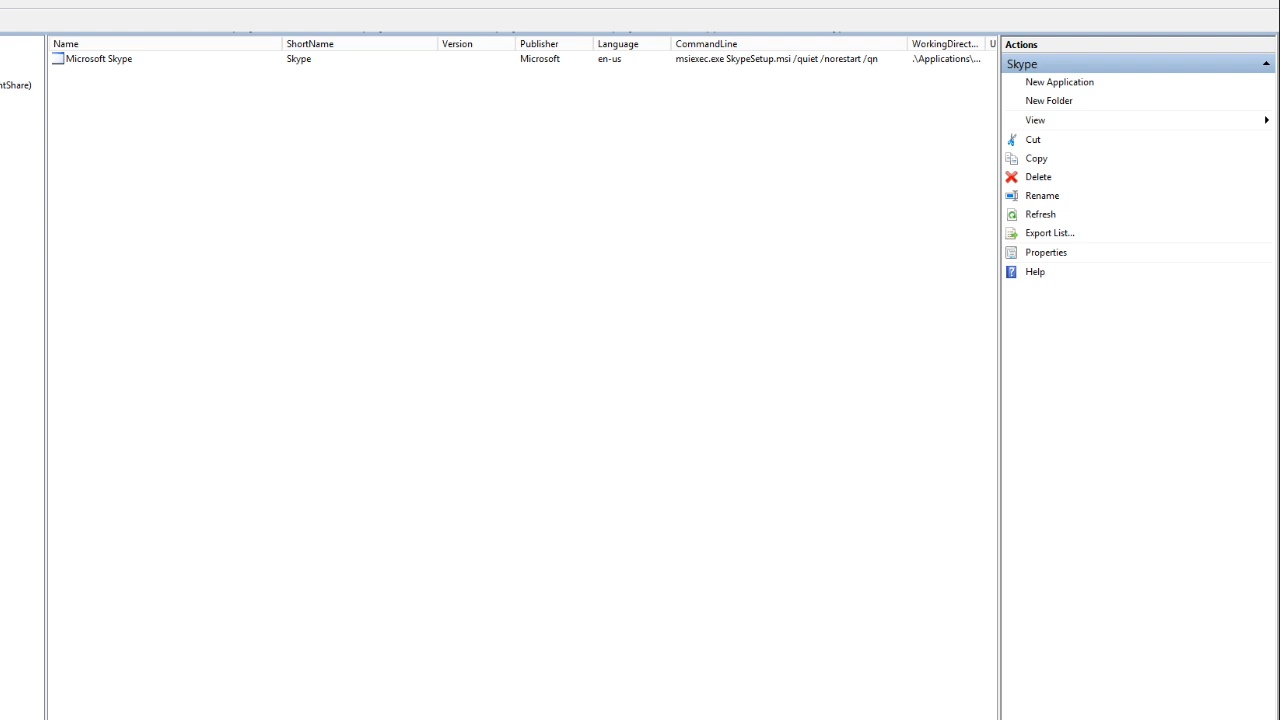 Name ShortName Version Publisher Language CommandLine WorkingDirect... U
Microsoft Skype Skype Microsoft en-us msiexec.exe SkypeSetup.msi /quiet /norestart /qn .\Applications\...
ntShare)
Actions
Skype
New Application
New Folder
View
Cut
Copy
Delete
Rename
Refresh
Export List...
Properties
Help